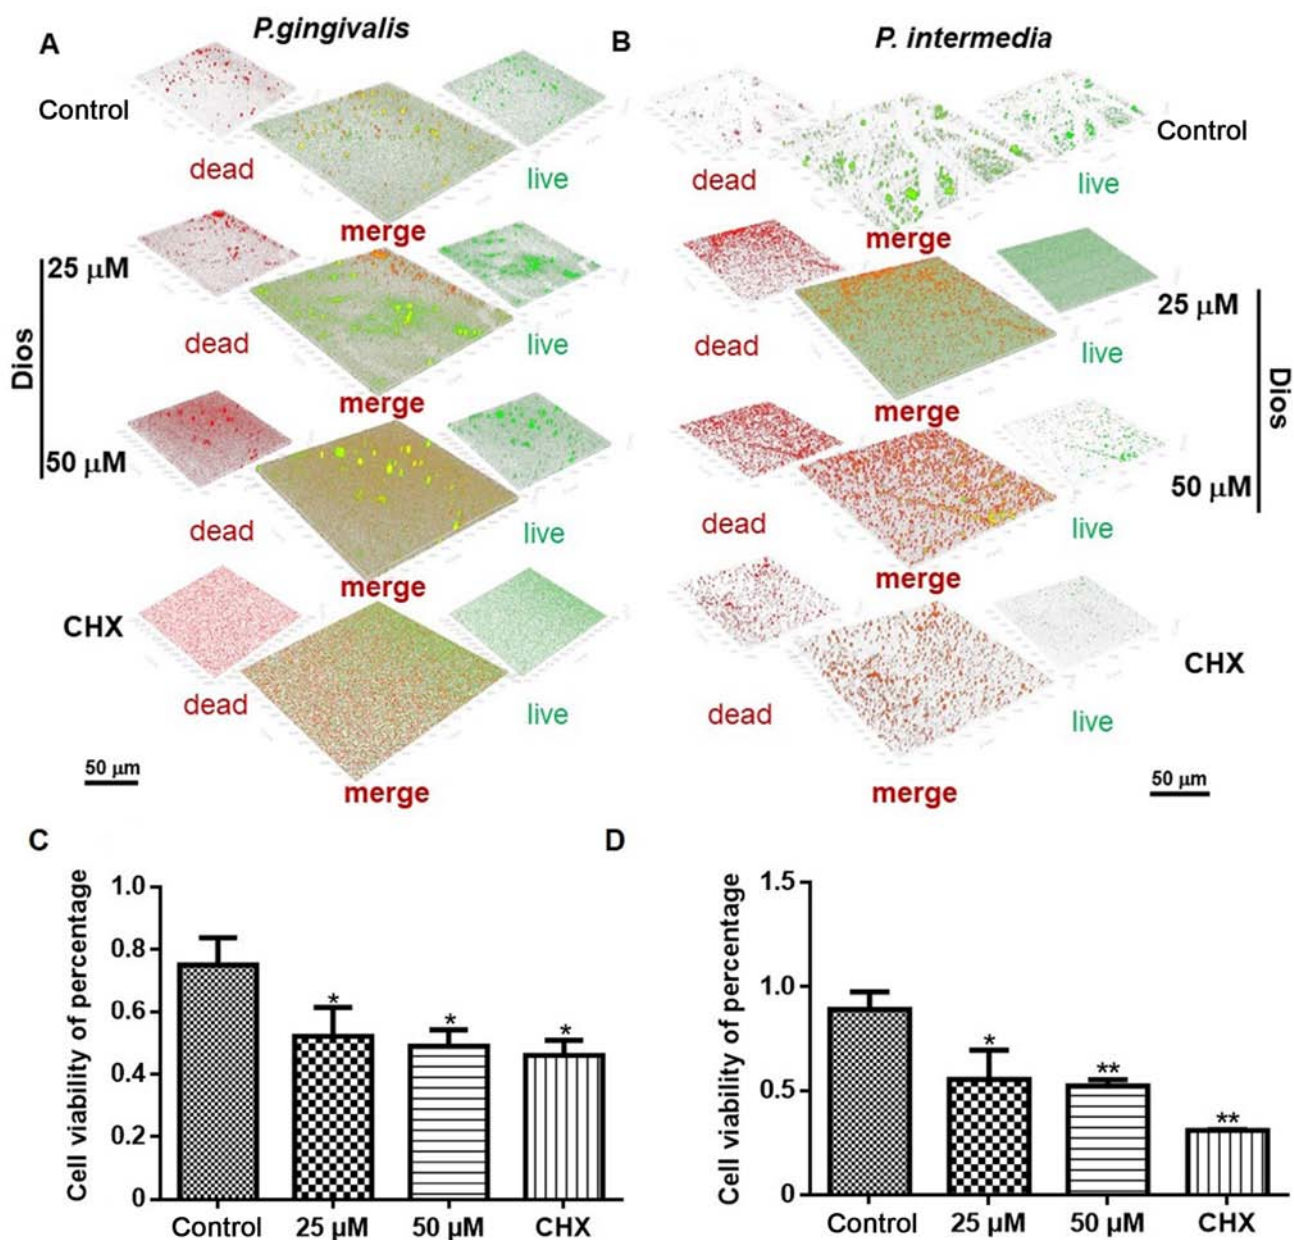 A
P.gingivalis
Control
dead
live
merge
25 µM
dead
live
merge
Dios
50 µM
dead
live
merge
CHX
dead
live
merge
50 µm
B
P. intermedia
Control
dead
live
merge
25 µM
dead
live
merge
Dios
50 µM
dead
live
merge
CHX
dead
live
merge
50 µm
C
Cell viability of percentage
1.0
0.8
0.6
0.4
0.2
0
*
*
*
Control 25 µM 50 µM CHX
D
Cell viability of percentage
1.5
1.0
0.5
0
*
**
**
Control 25 µM 50 µM CHX